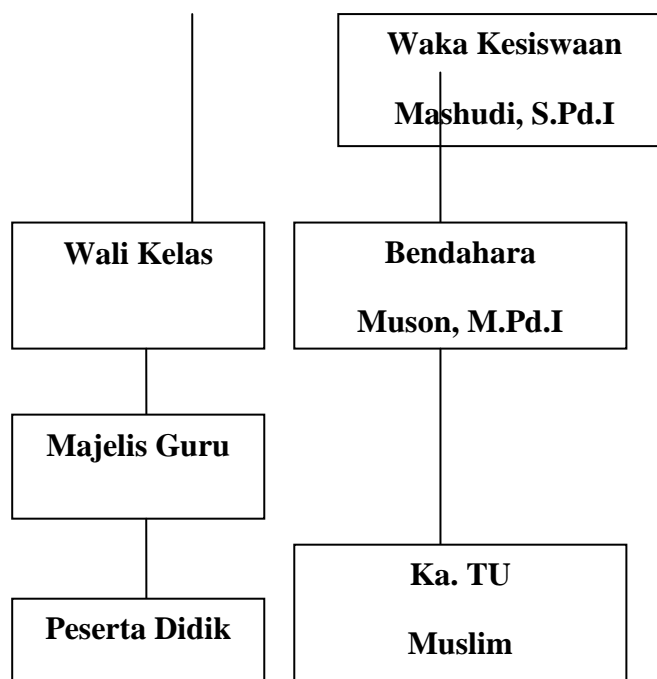 Waka Kesiswaan
Mashudi, S.Pd.I
Wali Kelas
Bendahara
Muson, M.Pd.I
Majelis Guru
Ka. TU
Muslim
Peserta Didik